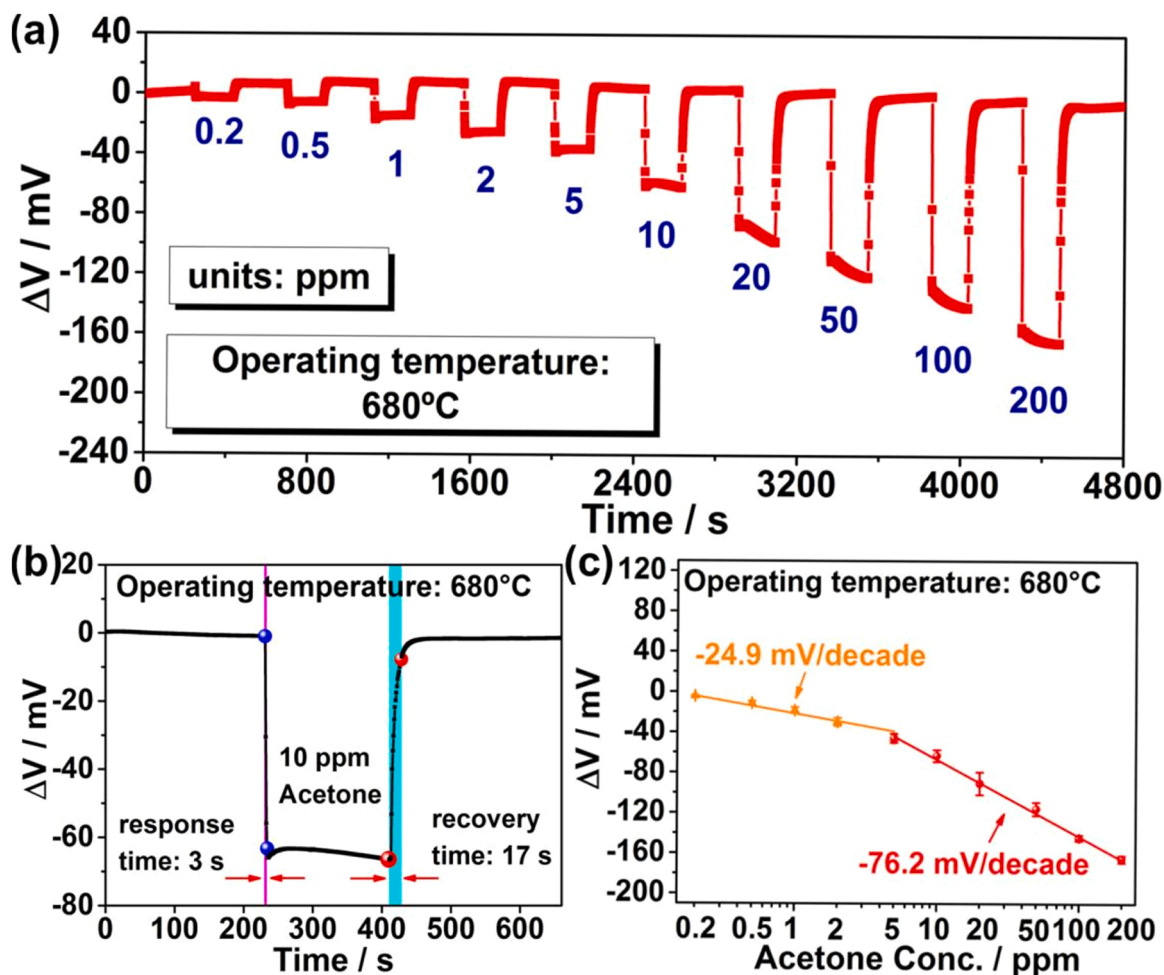 (a)
40
0
-40
-80
-120
-160
-200
-240
ΔV / mV
0.2
0.5
1
2
5
10
20
50
100
200
units: ppm
Operating temperature:
680ºC
0
800
1600
2400
3200
4000
4800
Time / s
(b)
20
0
-20
-40
-60
-80
ΔV / mV
Operating temperature: 680°C
10 ppm
Acetone
response
time: 3 s
recovery
time: 17 s
0
100
200
300
400
500
600
Time / s
(c)
120
80
40
0
-40
-80
-120
-160
-200
ΔV / mV
Operating temperature: 680°C
-24.9 mV/decade
-76.2 mV/decade
0.2
0.5
1
2
5
10
20
50
100
200
Acetone Conc. / ppm